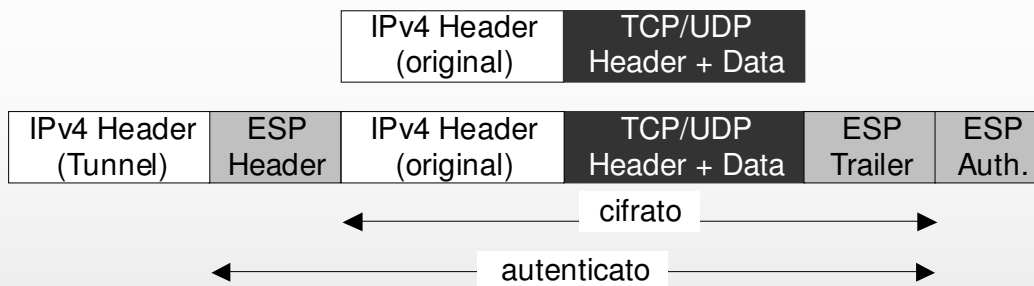 IPv4 Header
(original)
TCP/UDP
Header + Data
IPv4 Header
(Tunnel)
ESP
Header
IPv4 Header
(original)
TCP/UDP
Header + Data
ESP
Trailer
ESP
Auth.
cifrato
autenticato